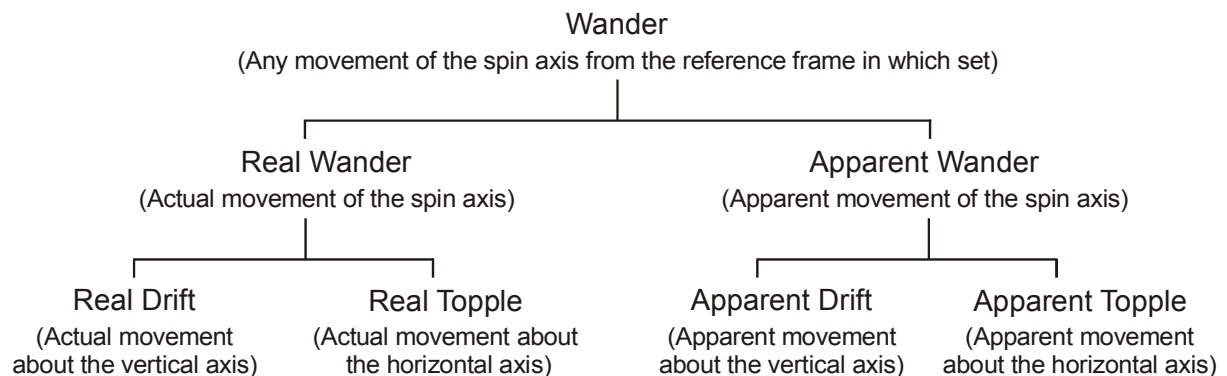 Wander
(Any movement of the spin axis from the reference frame in which set)
Real Wander
(Actual movement of the spin axis)
Apparent Wander
(Apparent movement of the spin axis)
Real Drift
(Actual movement
about the vertical axis)
Real Topple
(Actual movement about
the horizontal axis)
Apparent Drift
(Apparent movement
about the vertical axis)
Apparent Topple
(Apparent movement
about the horizontal axis)